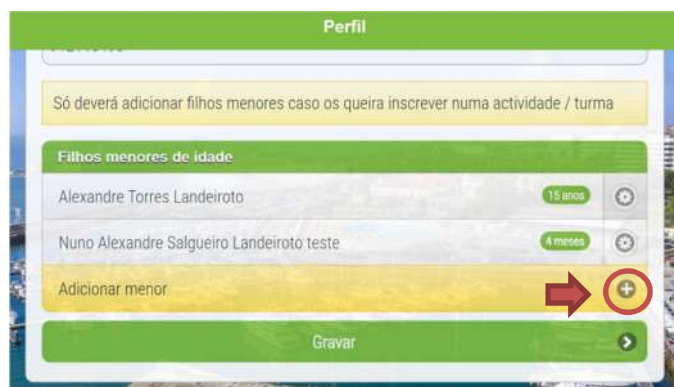 Perfil
Só deverá adicionar filhos menores caso os queira inscrever numa actividade / turma
Filhos menores de idade
Alexandre Torres Landeiroto
15 anos
Nuno Alexandre Salgueiro Landeiroto teste
4 meses
Adicionar menor
Gravar